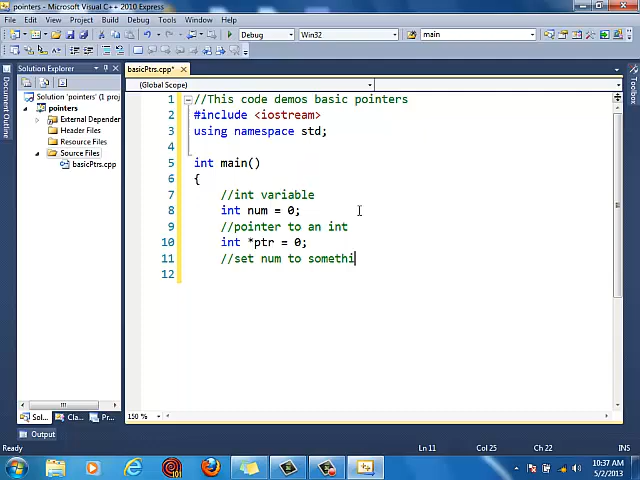 pointers - Microsoft Visual C++ 2010 Express
File Edit View Project Build Debug Tools Window Help
Debug Win32 main
Solution Explorer
basicPtrs.cpp*
(Global Scope)
Document Outline
Toolbox
Solution 'pointers' (1 proj
pointers
External Depender
Header Files
Resource Files
Source Files
basicPtrs.cpp
1 //This code demos basic pointers
2 #include <iostream>
3 using namespace std;
4
5 int main()
6 {
7 //int variable
8 int num = 0;
9 //pointer to an int
10 int *ptr = 0;
11 //set num to somethi
12
150 %
Sol... Cla... Pr...
Output
Ready Ln 11 Col 25 Ch 22 INS
101
10:37 AM
5/2/2013